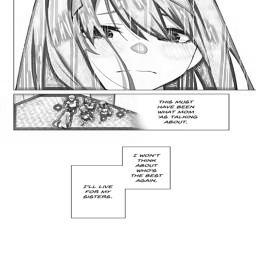 THIS MUST
HAVE BEEN
WHAT MOM
WAS TALKING
ABOUT.
I WON'T
THINK
ABOUT
WHO'S
THE BEST
AGAIN.
I'LL LIVE
FOR MY
SISTERS.